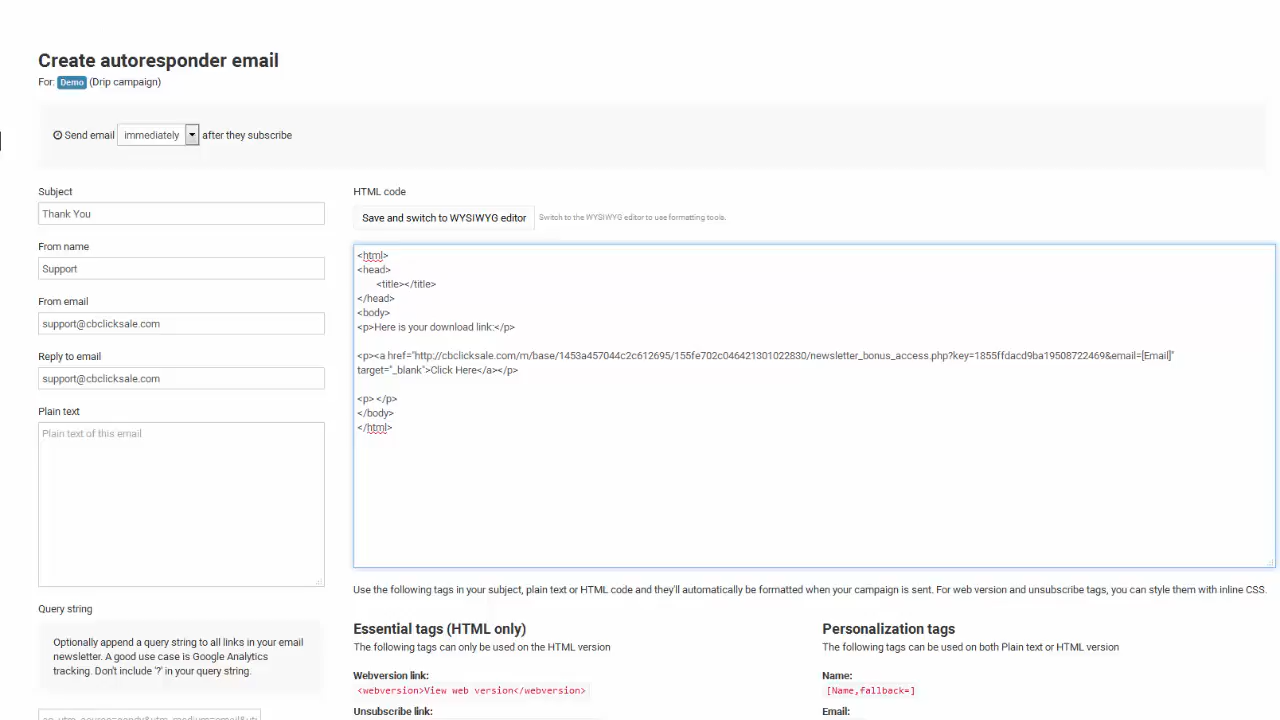 Create autoresponder email
For: Demo (Drip campaign)
Send email immediately after they subscribe
Subject
Thank You
From name
Support
From email
support@cbclicksale.com
Reply to email
support@cbclicksale.com
Plain text
Plain text of this email
Query string
Optionally append a query string to all links in your email
newsletter. A good use case is Google Analytics
tracking. Don't include '?' in your query string.
HTML code
Save and switch to WYSIWYG editor
Switch to the WYSIWYG editor to use formatting tools.
<html>
<head>
<title></title>
</head>
<body>
<p>Here is your download link:</p>
<p><a href="http://cbclicksale.com/m/base/1453a457044c2c612695/155fe702c046421301022830/newsletter_bonus_access.php?key=1855ffdacd9ba19508722469&email=[Email]"
target="_blank">Click Here</a></p>
<p> </p>
</body>
</html>
Use the following tags in your subject, plain text or HTML code and they'll automatically be formatted when your campaign is sent. For web version and unsubscribe tags, you can style them with inline CSS.
Essential tags (HTML only)
The following tags can only be used on the HTML version
Webversion link:
<webversion>View web version</webversion>
Unsubscribe link:
Personalization tags
The following tags can be used on both Plain text or HTML version
Name:
[Name,fallback=]
Email: